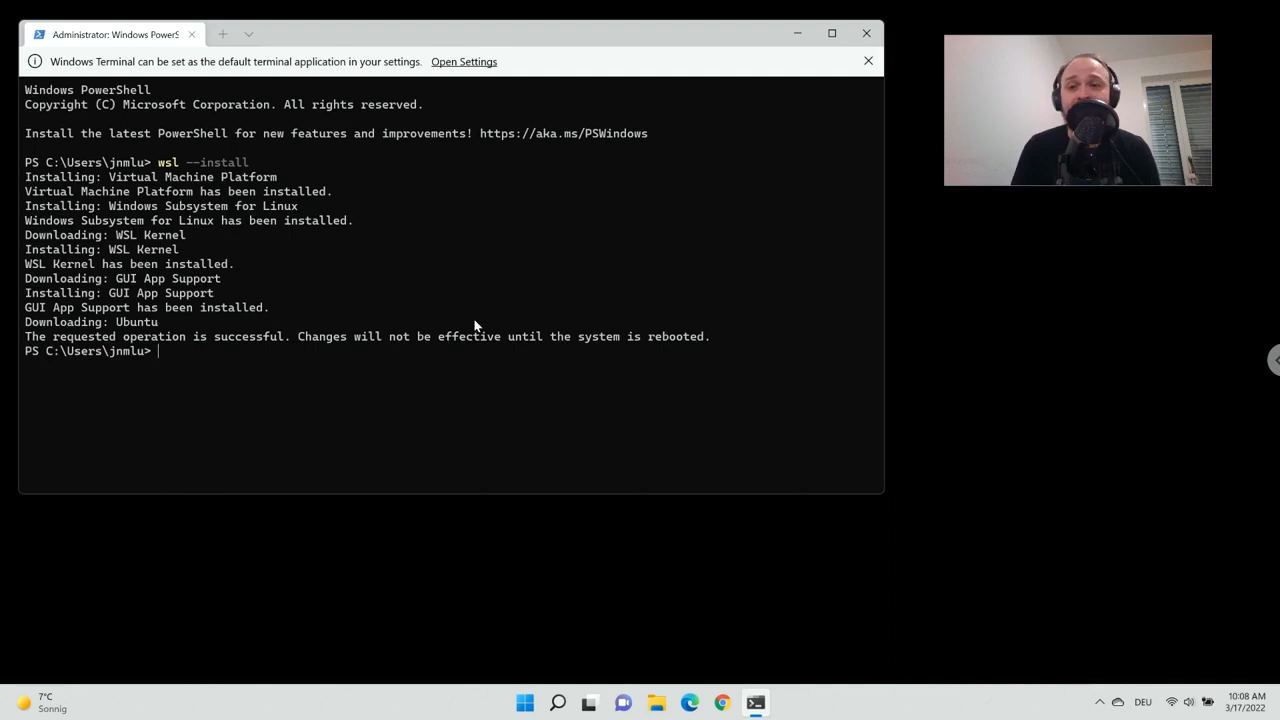 Administrator: Windows PowerS
Windows Terminal can be set as the default terminal application in your settings. Open Settings
Windows PowerShell
Copyright (C) Microsoft Corporation. All rights reserved.
Install the latest PowerShell for new features and improvements! https://aka.ms/PSWindows
PS C:\Users\jnmlu> wsl --install
Installing: Virtual Machine Platform
Virtual Machine Platform has been installed.
Installing: Windows Subsystem for Linux
Windows Subsystem for Linux has been installed.
Downloading: WSL Kernel
Installing: WSL Kernel
WSL Kernel has been installed.
Downloading: GUI App Support
Installing: GUI App Support
GUI App Support has been installed.
Downloading: Ubuntu
The requested operation is successful. Changes will not be effective until the system is rebooted.
PS C:\Users\jnmlu>
7°C
Sonnig
DEU
10:08 AM
3/17/2022